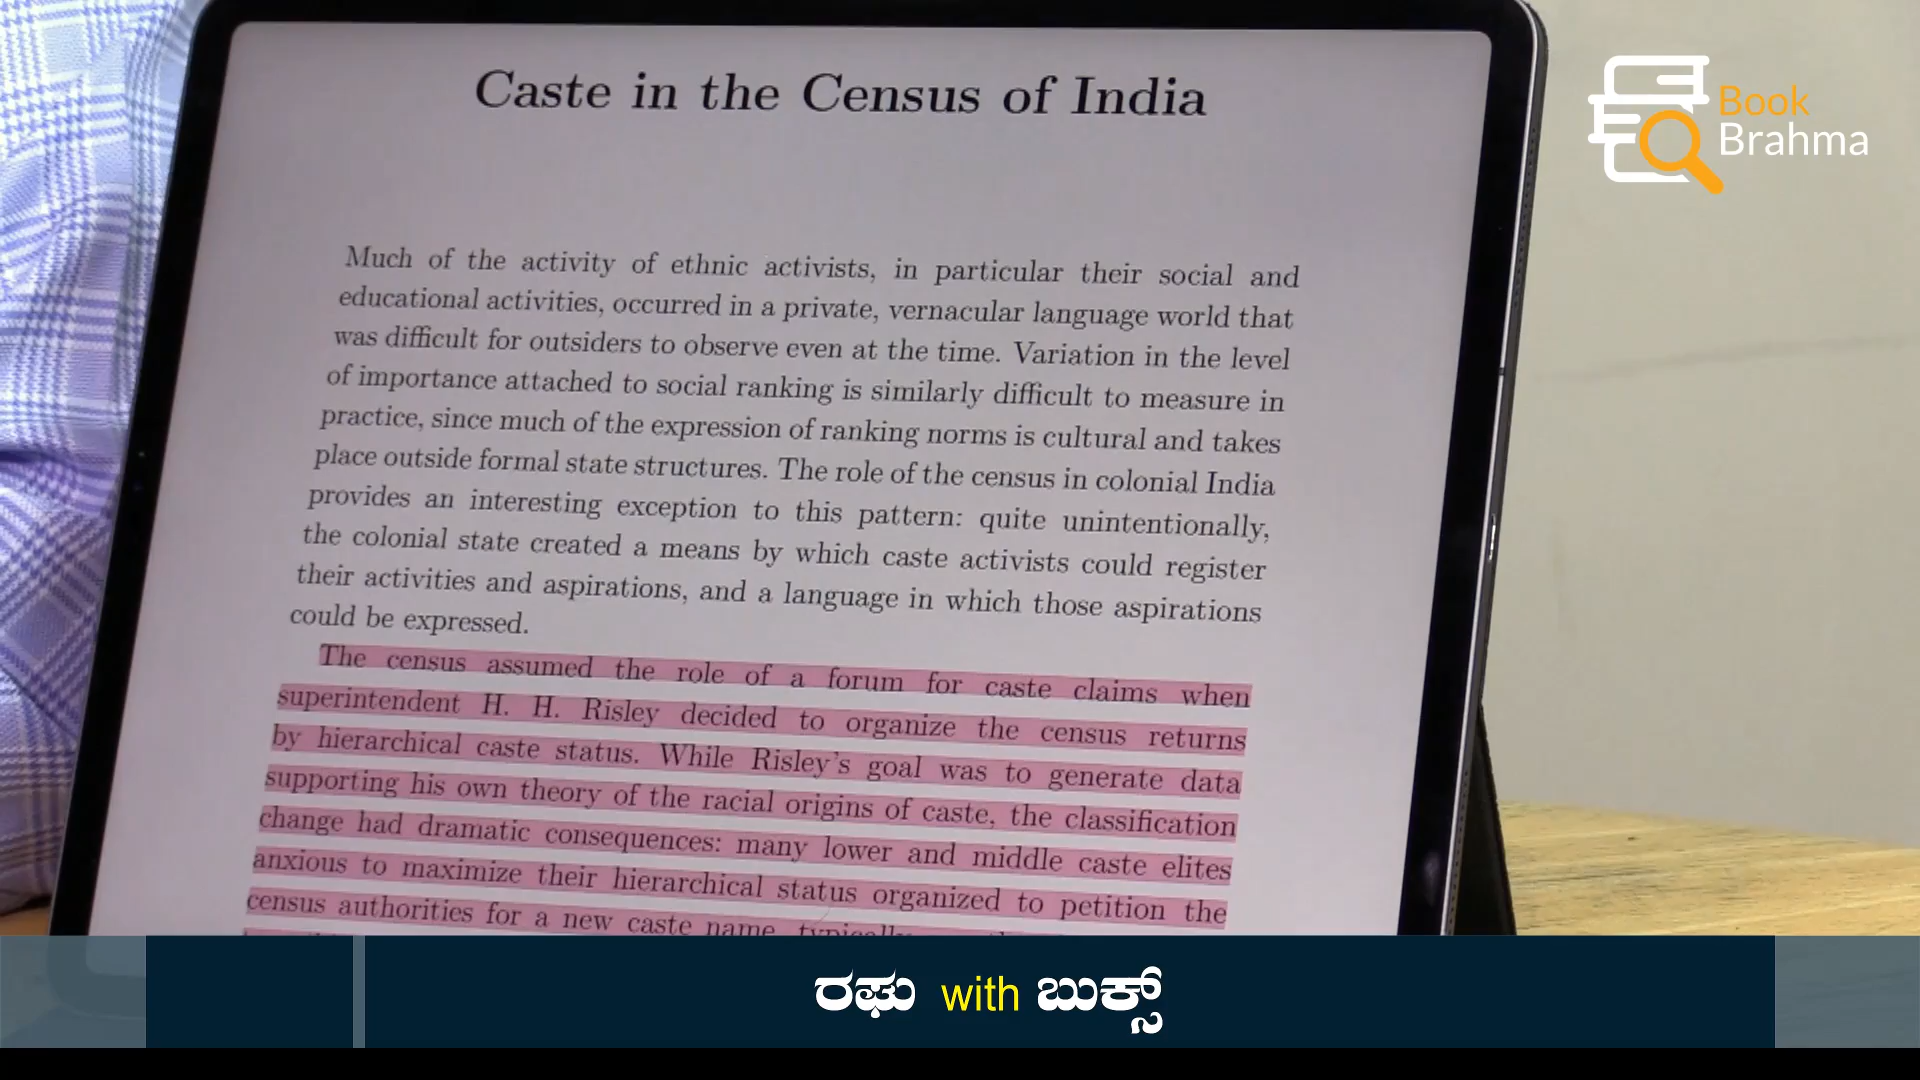 Caste in the Census of India
Book
Brahma
Much of the activity of ethnic activists, in particular their social and
educational activities, occurred in a private, vernacular language world that
was difficult for outsiders to observe even at the time. Variation in the level
of importance attached to social ranking is similarly difficult to measure in
practice, since much of the expression of ranking norms is cultural and takes
place outside formal state structures. The role of the census in colonial India
provides an interesting exception to this pattern: quite unintentionally,
the colonial state created a means by which caste activists could register
their activities and aspirations, and a language in which those aspirations
could be expressed.
The census assumed the role of a forum for caste claims when
superintendent H. H. Risley decided to organize the census returns
by hierarchical caste status. While Risley's goal was to generate data
supporting his own theory of the racial origins of caste, the classification
change had dramatic consequences: many lower and middle caste elites
anxious to maximize their hierarchical status organized to petition the
census authorities for a new caste name,
ರಘು with ಬುಕ್ಸ್